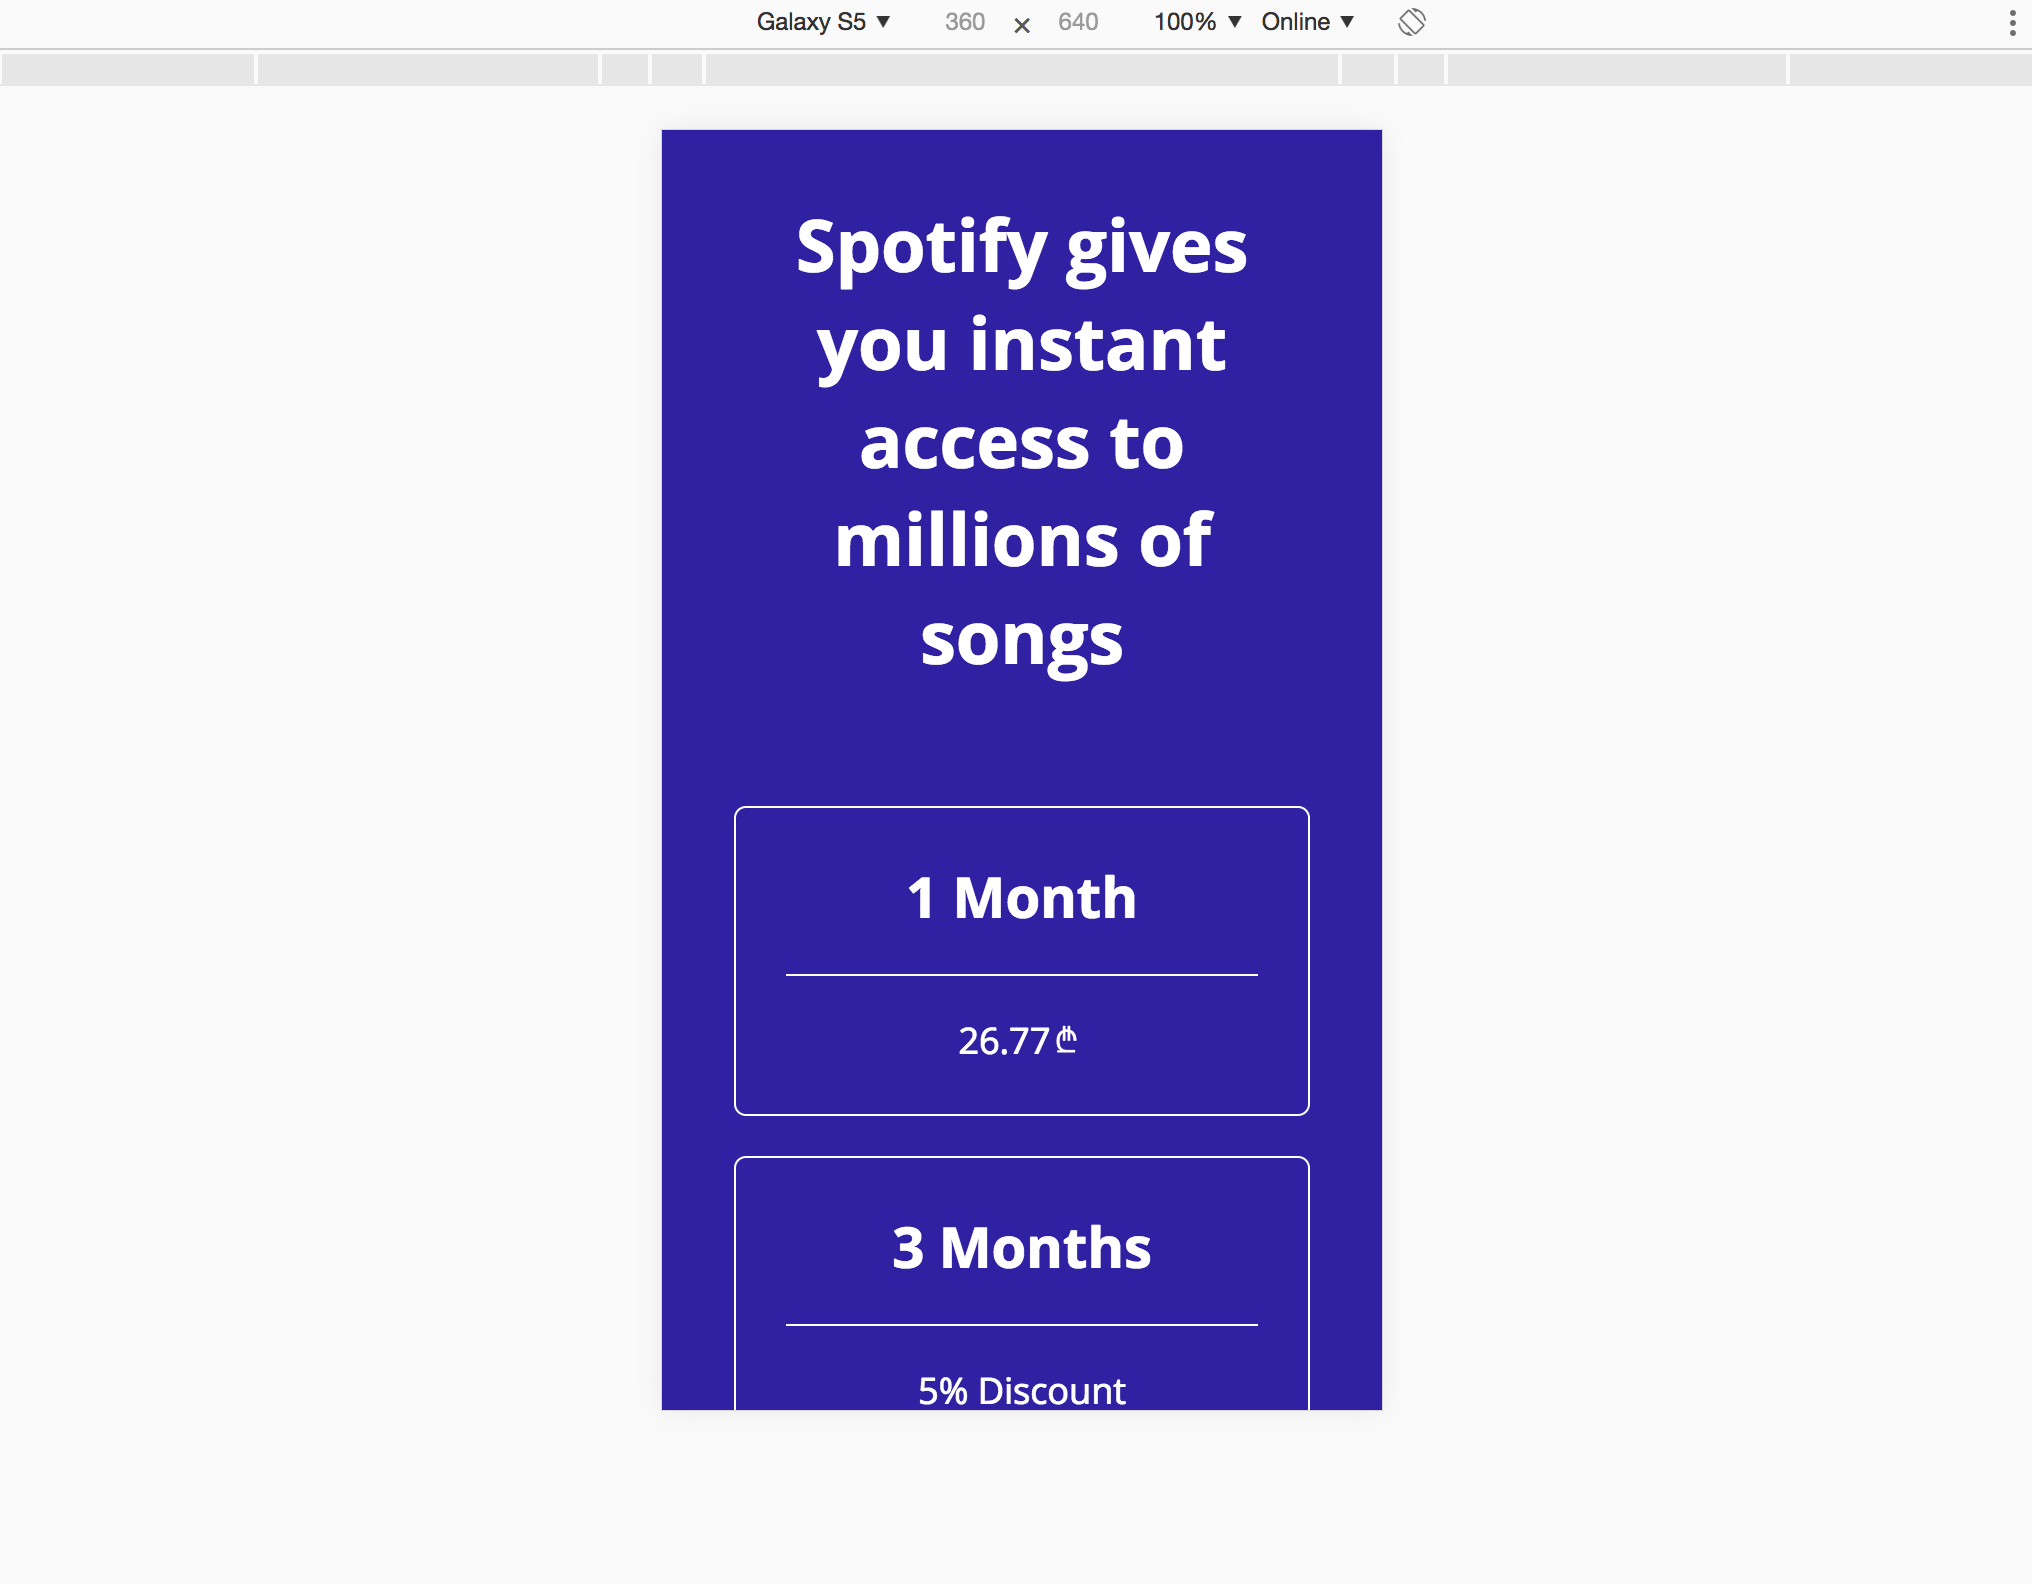 Galaxy S5 ▼ 360 × 640 100% ▼ Online ▼
Spotify gives
you instant
access to
millions of
songs
1 Month
26.77₾
3 Months
5% Discount